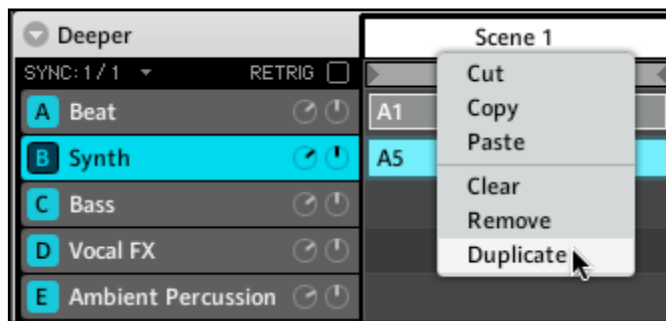 Deeper
Scene 1
SYNC: 1 / 1
RETRIG
A Beat
A1
B Synth
A5
C Bass
D Vocal FX
E Ambient Percussion
Cut
Copy
Paste
Clear
Remove
Duplicate